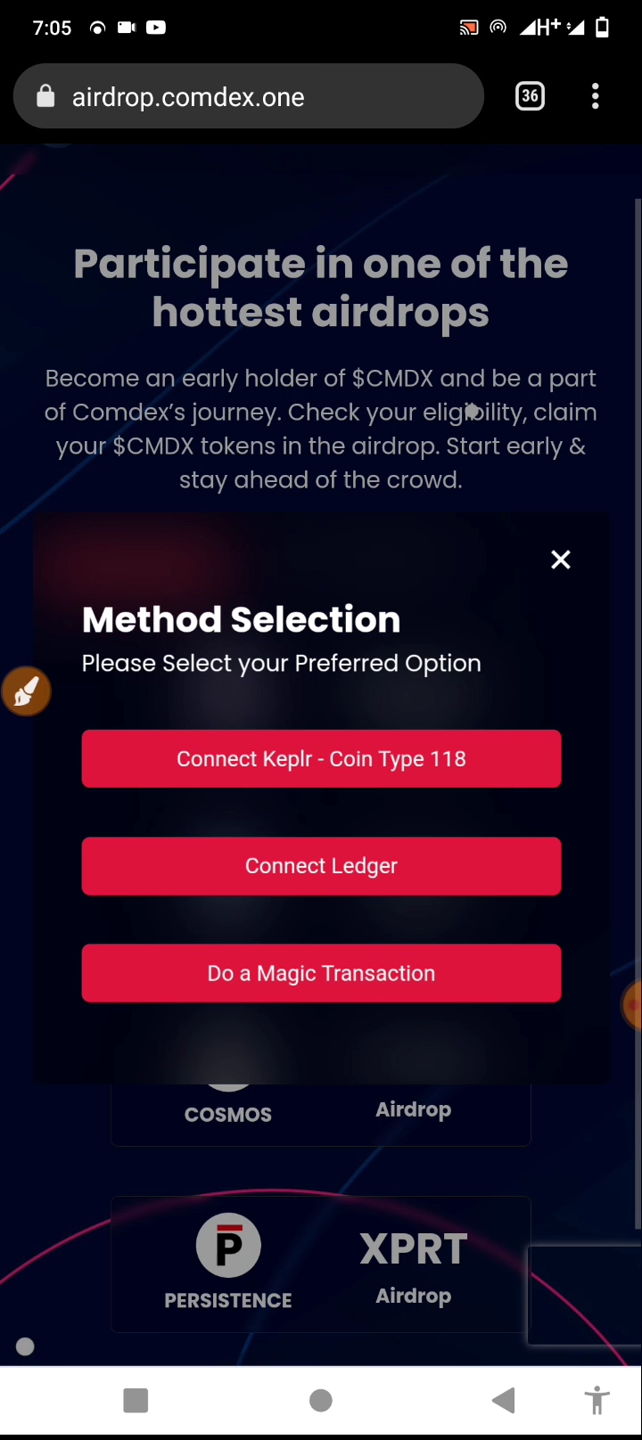 7:05
H+
airdrop.comdex.one
36
Participate in one of the
hottest airdrops
Become an early holder of $CMDX and be a part
of Comdex’s journey. Check your eligibility, claim
your $CMDX tokens in the airdrop. Start early &
stay ahead of the crowd.
Method Selection
Please Select your Preferred Option
Connect Keplr - Coin Type 118
Connect Ledger
Do a Magic Transaction
COSMOS
Airdrop
P
XPRT
PERSISTENCE
Airdrop